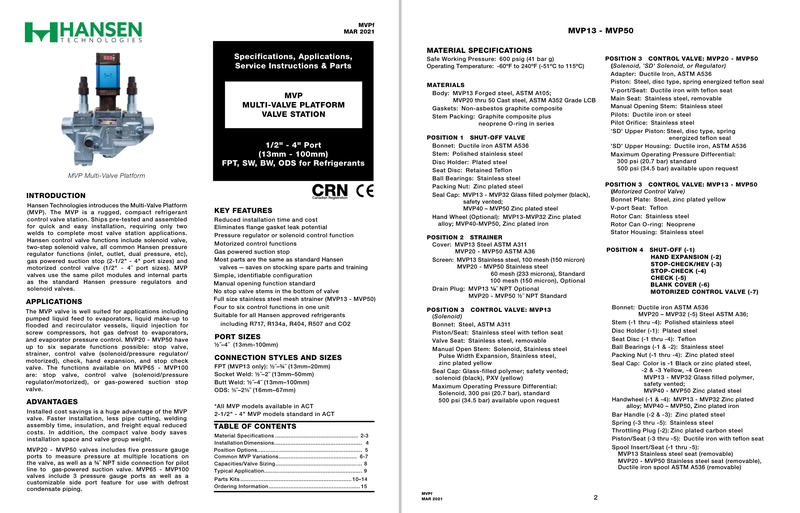 HANSEN
TECHNOLOGIES
MVPf
MAR 2021
Specifications, Applications,
Service Instructions & Parts
MVP
MULTI-VALVE PLATFORM
VALVE STATION
1/2" - 4" Port
(13mm - 100mm)
FPT, SW, BW, ODS for Refrigerants
MVP Multi-Valve Platform
CRN
Canadian Registration
CE
INTRODUCTION
Hansen Technologies introduces the Multi-Valve Platform
(MVP). The MVP is a rugged, compact refrigerant
control valve station. Ships pre-tested and assembled
for quick and easy installation, requiring only two
welds to complete most valve station applications.
Hansen control valve functions include solenoid valve,
two-step solenoid valve, all common Hansen pressure
regulator functions (inlet, outlet, dual pressure, etc),
gas powered suction stop (2-1/2" - 4" port sizes) and
motorized control valve (1/2" - 4" port sizes). MVP
valves use the same pilot modules and internal parts
as the standard Hansen pressure regulators and
solenoid valves.
APPLICATIONS
The MVP valve is well suited for applications including
pumped liquid feed to evaporators, liquid make-up to
flooded and recirculator vessels, liquid injection for
screw compressors, hot gas defrost to evaporators,
and evaporator pressure control. MVP20 - MVP50 have
up to six separate functions possible: stop valve,
strainer, control valve (solenoid/pressure regulator/
motorized), check, hand expansion, and stop check
valve. The functions available on MVP65 - MVP100
are: stop valve, control valve (solenoid/pressure
regulator/motorized), or gas-powered suction stop
valve.
ADVANTAGES
Installed cost savings is a huge advantage of the MVP
valve. Faster installation, less pipe cutting, welding
assembly time, insulation, and freight equal reduced
costs. In addition, the compact valve body saves
installation space and valve group weight.
MVP20 - MVP50 valves includes five pressure gauge
ports to measure pressure at multiple locations on
the valve, as well as a ¾" NPT side connection for pilot
line to gas-powered suction valve. MVP65 - MVP100
valves include 3 pressure gauge ports as well as a
customizable side port feature for use with defrost
condensate piping.
KEY FEATURES
Reduced installation time and cost
Eliminates flange gasket leak potential
Pressure regulator or solenoid control function
Motorized control functions
Gas powered suction stop
Most parts are the same as standard Hansen
valves — saves on stocking spare parts and training
Simple, identifiable configuration
Manual opening function standard
No stop valve stems in the bottom of valve
Full size stainless steel mesh strainer (MVP13 - MVP50)
Four to six control functions in one unit
Suitable for all Hansen approved refrigerants
including R717, R134a, R404, R507 and CO2
PORT SIZES
½"–4" (13mm–100mm)
CONNECTION STYLES AND SIZES
FPT (MVP13 only): ½"–¾" (13mm–20mm)
Socket Weld: ½"–2" (13mm–50mm)
Butt Weld: ½"–4" (13mm–100mm)
ODS: ⅝"–2⅝" (16mm–67mm)
*All MVP models available in ACT
2-1/2" - 4" MVP models standard in ACT
TABLE OF CONTENTS
Material Specifications ........ 2-3
Installation Dimensions ........ 4
Position Options ........ 5
Common MVP Variations ........ 6-7
Capacities/Valve Sizing ........ 8
Typical Application ........ 9
Parts Kits ........ 10–14
Ordering Information ........ 15
MVP13 - MVP50
MATERIAL SPECIFICATIONS
Safe Working Pressure: 600 psig (41 bar g)
Operating Temperature: -60°F to 240°F (-51°C to 115°C)
MATERIALS
Body: MVP13 Forged steel, ASTM A105;
MVP20 thru 50 Cast steel, ASTM A352 Grade LCB
Gaskets: Non-asbestos graphite composite
Stem Packing: Graphite composite plus
neoprene O-ring in series
POSITION 1 SHUT-OFF VALVE
Bonnet: Ductile iron ASTM A536
Stem: Polished stainless steel
Disc Holder: Plated steel
Seat Disc: Retained Teflon
Ball Bearings: Stainless steel
Packing Nut: Zinc plated steel
Seal Cap: MVP13 - MVP32 Glass filled polymer (black),
safety vented;
MVP40 – MVP50 Zinc plated steel
Hand Wheel (Optional): MVP13-MVP32 Zinc plated
alloy; MVP40-MVP50, Zinc plated iron
POSITION 2 STRAINER
Cover: MVP13 Steel ASTM A311
MVP20 - MVP50 ASTM A36
Screen: MVP13 Stainless steel, 100 mesh (150 micron)
MVP20 - MVP50 Stainless steel
60 mesh (233 microns), Standard
100 mesh (150 micron), Optional
Drain Plug: MVP13 ¼" NPT Optional
MVP20 - MVP50 ½" NPT Standard
POSITION 3 CONTROL VALVE: MVP13
(Solenoid)
Bonnet: Steel, ASTM A311
Piston/Seat: Stainless steel with teflon seat
Valve Seat: Stainless steel, removable
Manual Open Stem: Solenoid, Stainless steel
Pulse Width Expansion, Stainless steel,
zinc plated yellow
Seal Cap: Glass-filled polymer; safety vented;
solenoid (black), PXV (yellow)
Maximum Operating Pressure Differential:
Solenoid, 300 psi (20.7 bar), standard
500 psi (34.5 bar) available upon request
POSITION 3 CONTROL VALVE: MVP20 - MVP50
(Solenoid, 'SD' Solenoid, or Regulator)
Adapter: Ductile Iron, ASTM A536
Piston: Steel, disc type, spring energized teflon seal
V-port/Seat: Ductile iron with teflon seat
Main Seat: Stainless steel, removable
Manual Opening Stem: Stainless steel
Pilots: Ductile iron or steel
Pilot Orifice: Stainless steel
'SD' Upper Piston: Steel, disc type, spring
energized teflon seal
'SD' Upper Housing: Ductile iron, ASTM A536
Maximum Operating Pressure Differential:
300 psi (20.7 bar) standard
500 psi (34.5 bar) available upon request
POSITION 3 CONTROL VALVE: MVP13 - MVP50
(Motorized Control Valve)
Bonnet Plate: Steel, zinc plated yellow
V-port Seat: Teflon
Rotor Can: Stainless steel
Rotor Can O-ring: Neoprene
Stator Housing: Stainless steel
POSITION 4 SHUT-OFF (-1)
HAND EXPANSION (-2)
STOP-CHECK/HEV (-3)
STOP-CHECK (-4)
CHECK (-5)
BLANK COVER (-6)
MOTORIZED CONTROL VALVE (-7)
Bonnet: Ductile iron ASTM A536
MVP20 – MVP32 (-5) Steel ASTM A36;
Stem (-1 thru -4): Polished stainless steel
Disc Holder (-1): Plated steel
Seat Disc (-1 thru -4): Teflon
Ball Bearings (-1 & -2): Stainless steel
Packing Nut (-1 thru -4): Zinc plated steel
Seal Cap: Color is -1 Black or zinc plated steel,
-2 & -3 Yellow, -4 Green
MVP13 - MVP32 Glass filled polymer,
safety vented;
MVP40 - MVP50 Zinc plated steel
Handwheel (-1 & -4): MVP13 - MVP32 Zinc plated
alloy; MVP40 – MVP50, Zinc plated iron
Bar Handle (-2 & -3): Zinc plated steel
Spring (-3 thru -5): Stainless steel
Throttling Plug (-2): Zinc plated carbon steel
Piston/Seat (-3 thru -5): Ductile iron with teflon seat
Spool Insert/Seat (-1 thru -5):
MVP13 Stainless steel seat (removable)
MVP20 - MVP50 Stainless steel seat (removable),
Ductile iron spool ASTM A536 (removable)
MVPf
MAR 2021
2